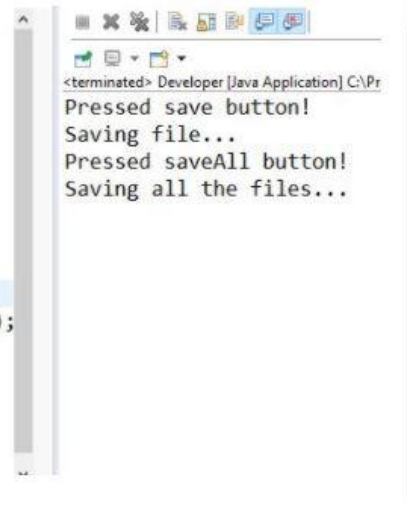 <terminated> Developer [Java Application] C:\Pr
Pressed save button!
Saving file...
Pressed saveAll button!
Saving all the files...
);